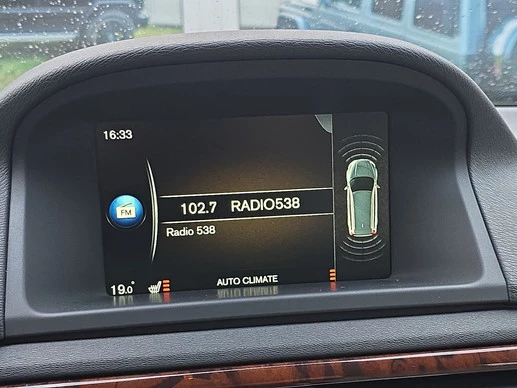 16:33
FM
102.7 RADIO538
Radio 538
AUTO CLIMATE
19.0°